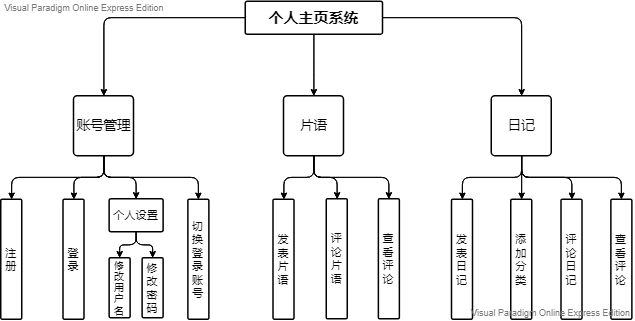 Visual Paradigm Online Express Edition
个人主页系统
账号管理
片语
日记
注册
登录
个人设置
切换登录账号
修改用户名
修改密码
发表片语
评论片语
查看评论
发表日记
添加分类
评论日记
查看评论
Visual Paradigm Online Express Edition